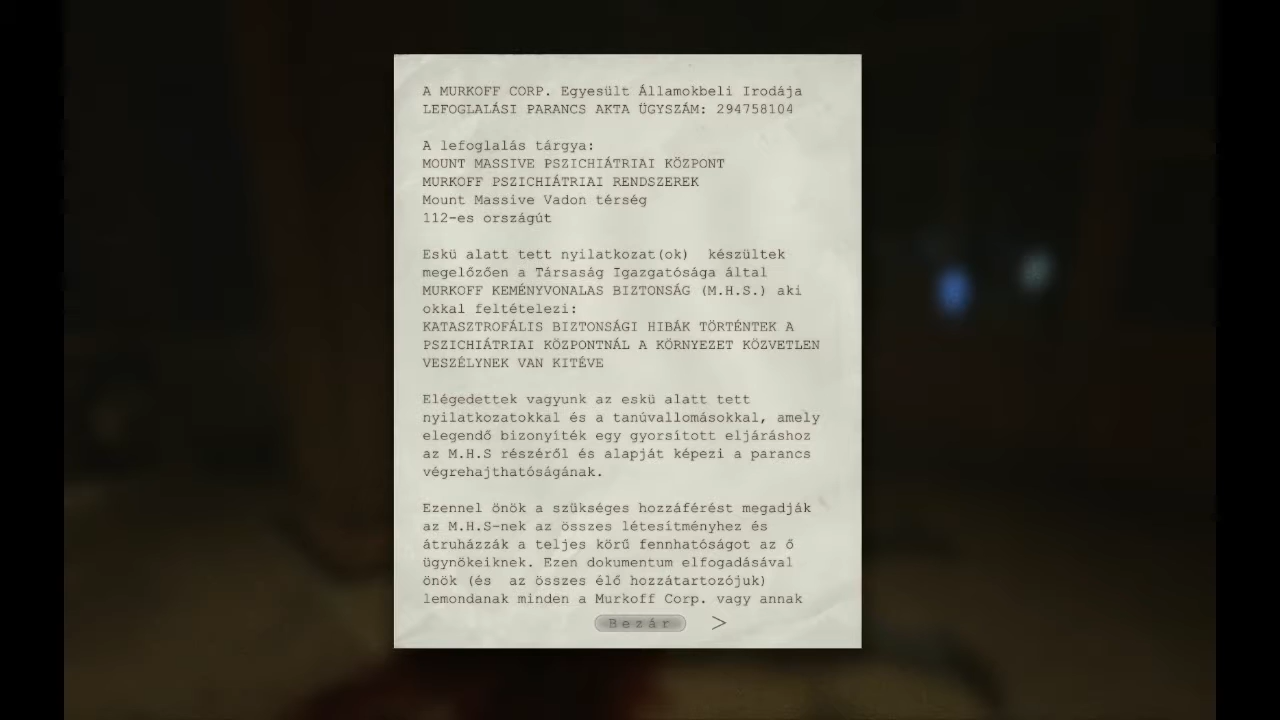 A MURKOFF CORP. Egyesült Államokbeli Irodája
LEFOGLALÁSI PARANCS AKTA ÜGYSZÁM: 294758104
A lefoglalás tárgya:
MOUNT MASSIVE PSZICHIÁTRIAI KÖZPONT
MURKOFF PSZICHIÁTRIAI RENDSZEREK
Mount Massive Vadon térség
112-es országút
Eskü alatt tett nyilatkozat(ok)  készültek
megelőzően a Társaság Igazgatósága által
MURKOFF KEMÉNYVONALAS BIZTONSÁG (M.H.S.) aki
okkal feltételezi:
KATASZTROFÁLIS BIZTONSÁGI HIBÁK TÖRTÉNTEK A
PSZICHIÁTRIAI KÖZPONTNÁL A KÖRNYEZET KÖZVETLEN
VESZÉLYNEK VAN KITÉVE
Elégedettek vagyunk az eskü alatt tett
nyilatkozatokkal és a tanúvallomásokkal, amely
elegendő bizonyíték egy gyorsított eljáráshoz
az M.H.S részéről és alapját képezi a parancs
végrehajthatóságának.
Ezennel önök a szükséges hozzáférést megadják
az M.H.S-nek az összes létesítményhez és
átruházzák a teljes körű fennhatóságot az ő
ügynökeiknek. Ezen dokumentum elfogadásával
önök (és  az összes élő hozzátartozójuk)
lemondanak minden a Murkoff Corp. vagy annak
Bezár >